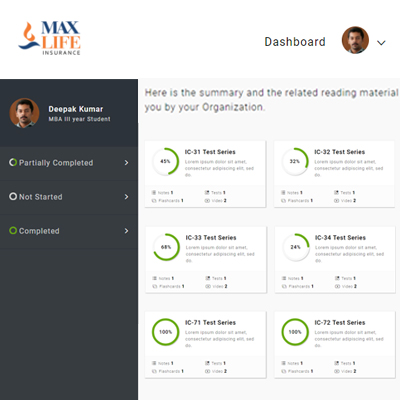 MAX
LIFE
INSURANCE
Dashboard
Deepak Kumar
MBA III year Student
Partially Completed
Not Started
Completed
Here is the summary and the related reading material
you by your Organization.
45%
IC-31 Test Series
Lorem ipsum dolor sit amet,
consectetur adipiscing elit, sed
do.
Notes 1 Tests 1
Flashcards 1 Video 2
32%
IC-32 Test Series
Lorem ipsum dolor sit amet,
consectetur adipiscing elit, sed
do.
Notes 1 Tests 1
Flashcards 1 Video 2
68%
IC-33 Test Series
Lorem ipsum dolor sit amet,
consectetur adipiscing elit, sed
do.
Notes 1 Tests 1
Flashcards 1 Video 2
24%
IC-34 Test Series
Lorem ipsum dolor sit amet,
consectetur adipiscing elit, sed
do.
Notes 1 Tests 1
Flashcards 1 Video 2
100%
IC-71 Test Series
Lorem ipsum dolor sit amet,
consectetur adipiscing elit, sed
do.
Notes 1 Tests 1
Flashcards 1 Video 2
100%
IC-72 Test Series
Lorem ipsum dolor sit amet,
consectetur adipiscing elit, sed
do.
Notes 1 Tests 1
Flashcards 1 Video 2